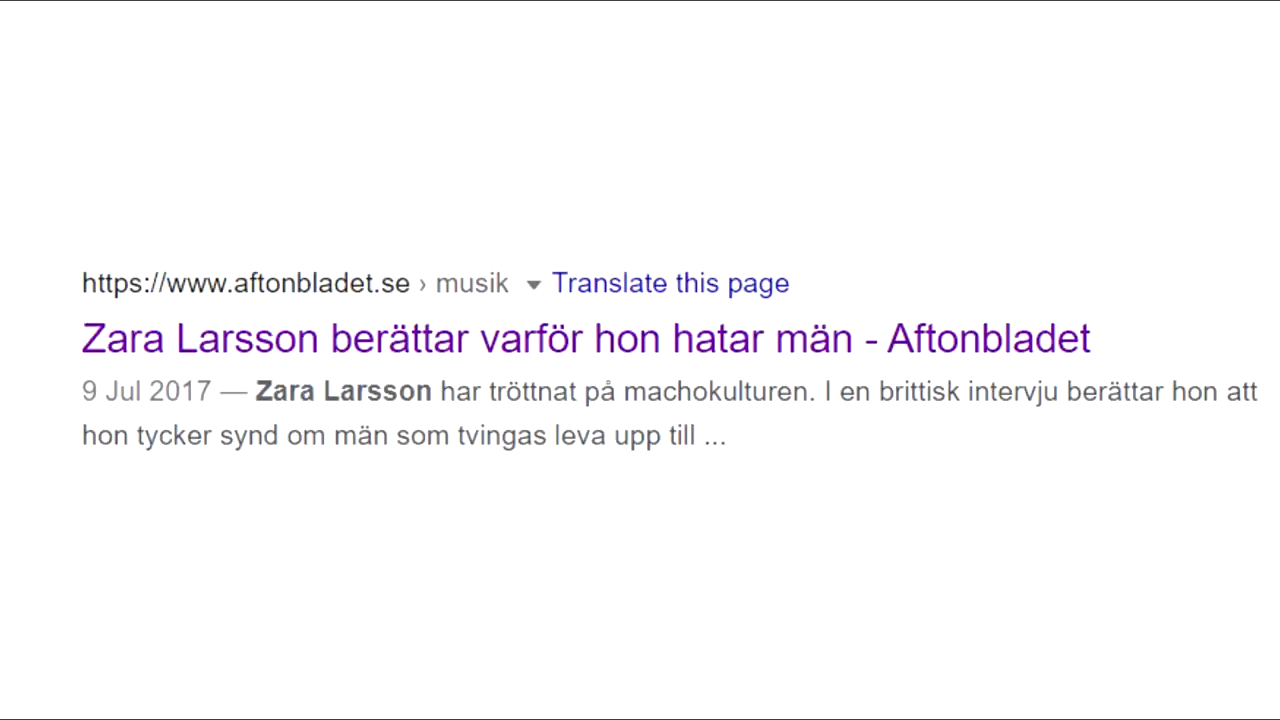 https://www.aftonbladet.se › musik ▾ Translate this page
Zara Larsson berättar varför hon hatar män - Aftonbladet
9 Jul 2017 — Zara Larsson har tröttnat på machokulturen. I en brittisk intervju berättar hon att
hon tycker synd om män som tvingas leva upp till ...